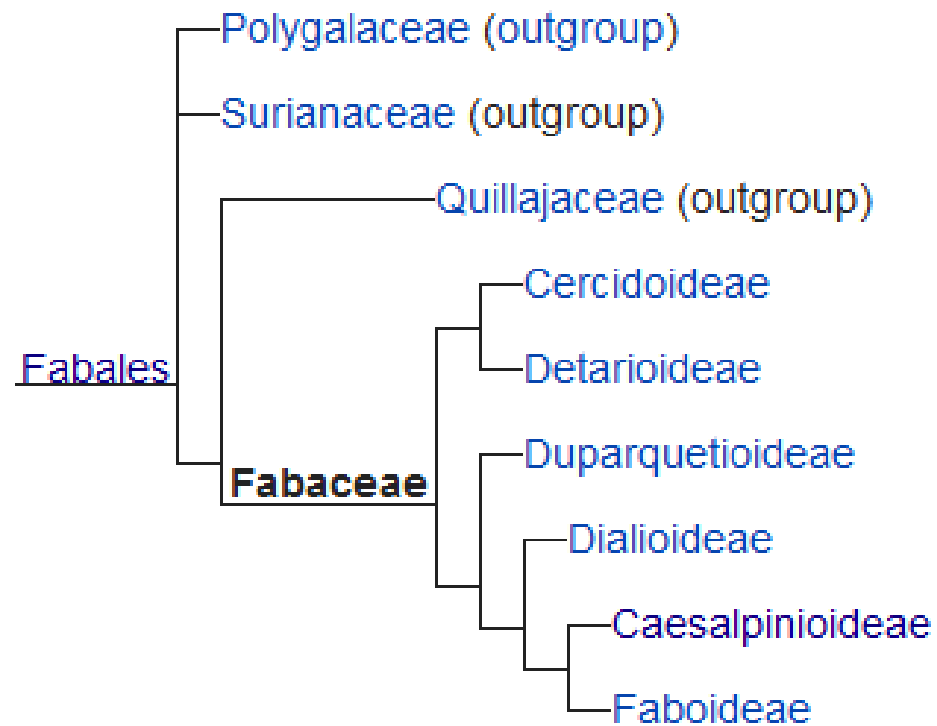 Polygalaceae (outgroup)
Surianaceae (outgroup)
Quillajaceae (outgroup)
Cercidoideae
Fabales
Detarioideae
Duparquetioideae
Fabaceae
Dialioideae
Caesalpinioideae
Faboideae